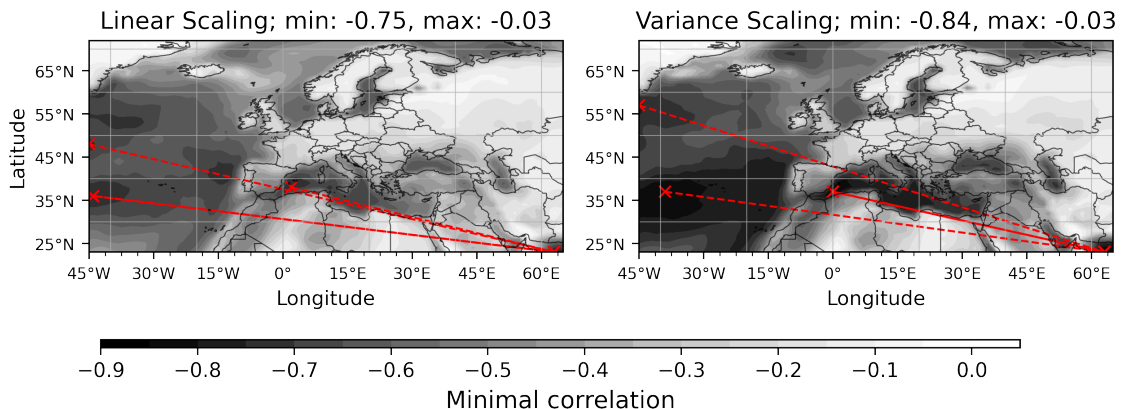 Linear Scaling; min: -0.75, max: -0.03
Variance Scaling; min: -0.84, max: -0.03
Latitude
65°N
55°N
45°N
35°N
25°N
45°W 30°W 15°W 0° 15°E 30°E 45°E 60°E
Longitude
65°N
55°N
45°N
35°N
25°N
45°W 30°W 15°W 0° 15°E 30°E 45°E 60°E
Longitude
−0.9 −0.8 −0.7 −0.6 −0.5 −0.4 −0.3 −0.2 −0.1 0.0
Minimal correlation